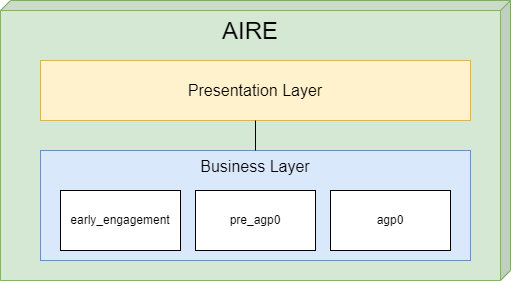 AIRE
Presentation Layer
Business Layer
early_engagement
pre_agp0
agp0